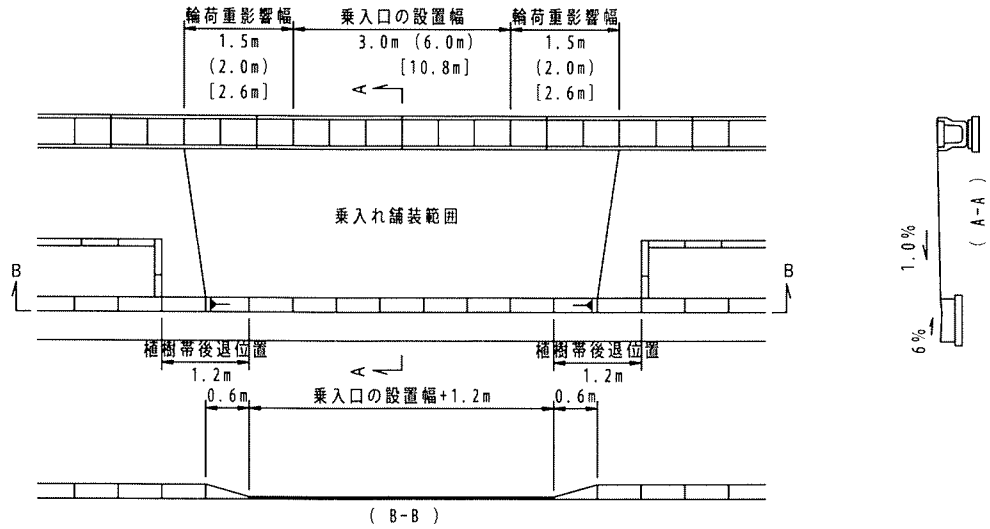 輪荷重影響幅 乗入口の設置幅 輪荷重影響幅
1.5m 3.0m (6.0m) 1.5m
(2.0m) [10.8m] (2.0m)
[2.6m] [2.6m]
A
乗入れ舗装範囲
B B
植樹帯後退位置 植樹帯後退位置
1.2m A 1.2m
0.6m 乗入口の設置幅+1.2m 0.6m
( B-B )
1.0%
6%
( A-A )